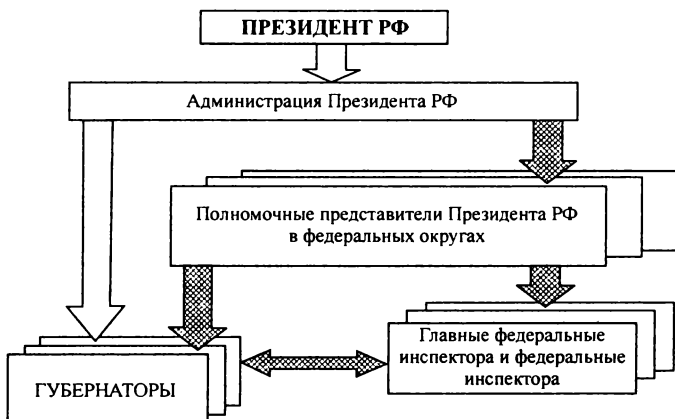 ПРЕЗИДЕНТ РФ
Администрация Президента РФ
Полномочные представители Президента РФ
в федеральных округах
Главные федеральные
инспектора и федеральные
инспектора
ГУБЕРНАТОРЫ